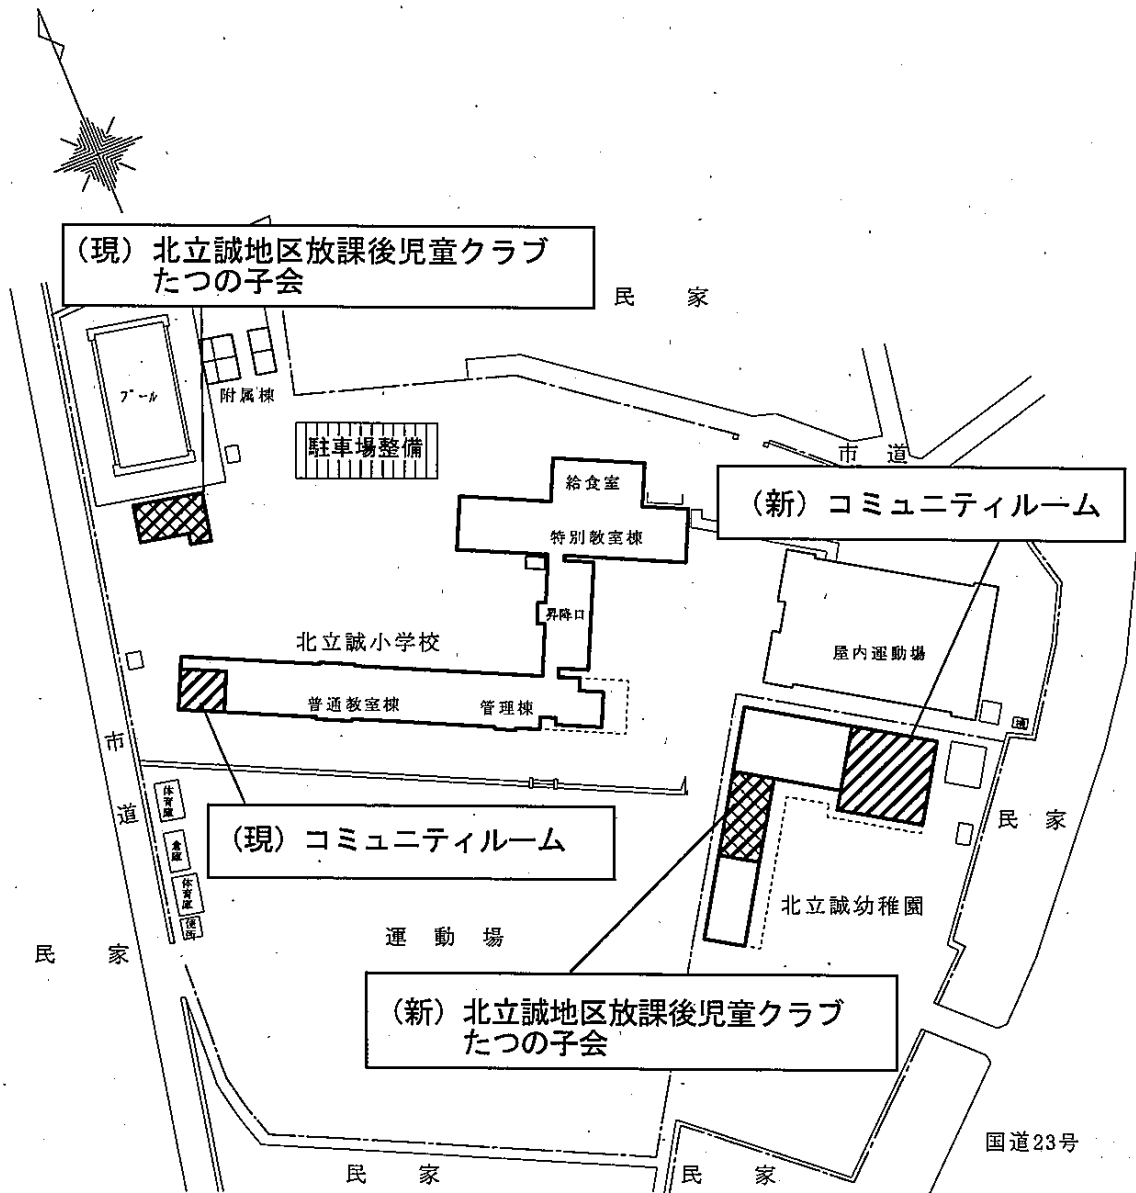 (現) 北立誠地区放課後児童クラブ
たつの子会
民 家
プール
附属棟
駐車場整備
市 道
給食室
(新) コミュニティルーム
特別教室棟
昇降口
北立誠小学校
屋内運動場
普通教室棟
管理棟
市
道
体育庫
(現) コミュニティルーム
民 家
倉庫
体育庫
便所
北立誠幼稚園
運 動 場
民 家
(新) 北立誠地区放課後児童クラブ
たつの子会
国道23号
民 家
民 家